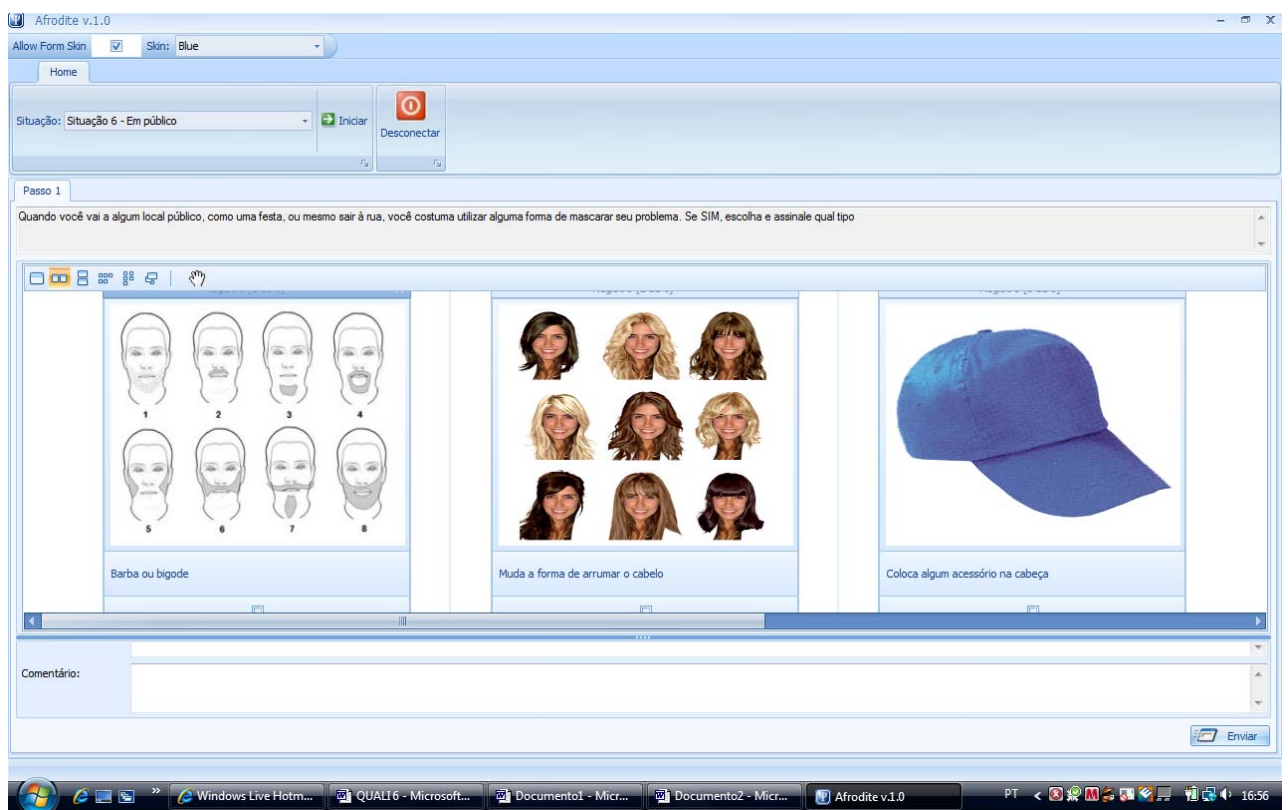 Afrodite v.1.0
Allow Form Skin Skin: Blue
Home
Situação: Situação 6 - Em público Iniciar
Desconectar
Passo 1
Quando você vai a algum local público, como uma festa, ou mesmo sair à rua, você costuma utilizar alguma forma de mascarar seu problema. Se SIM, escolha e assinale qual tipo
1 2 3 4
5 6 7 8
Barba ou bigode
Muda a forma de arrumar o cabelo
Coloca algum acessório na cabeça
Comentário:
Enviar
Windows Live Hotm... QUALI6 - Microsoft... Documento1 - Micr... Documento2 - Micr... Afrodite v.1.0 PT 16:56